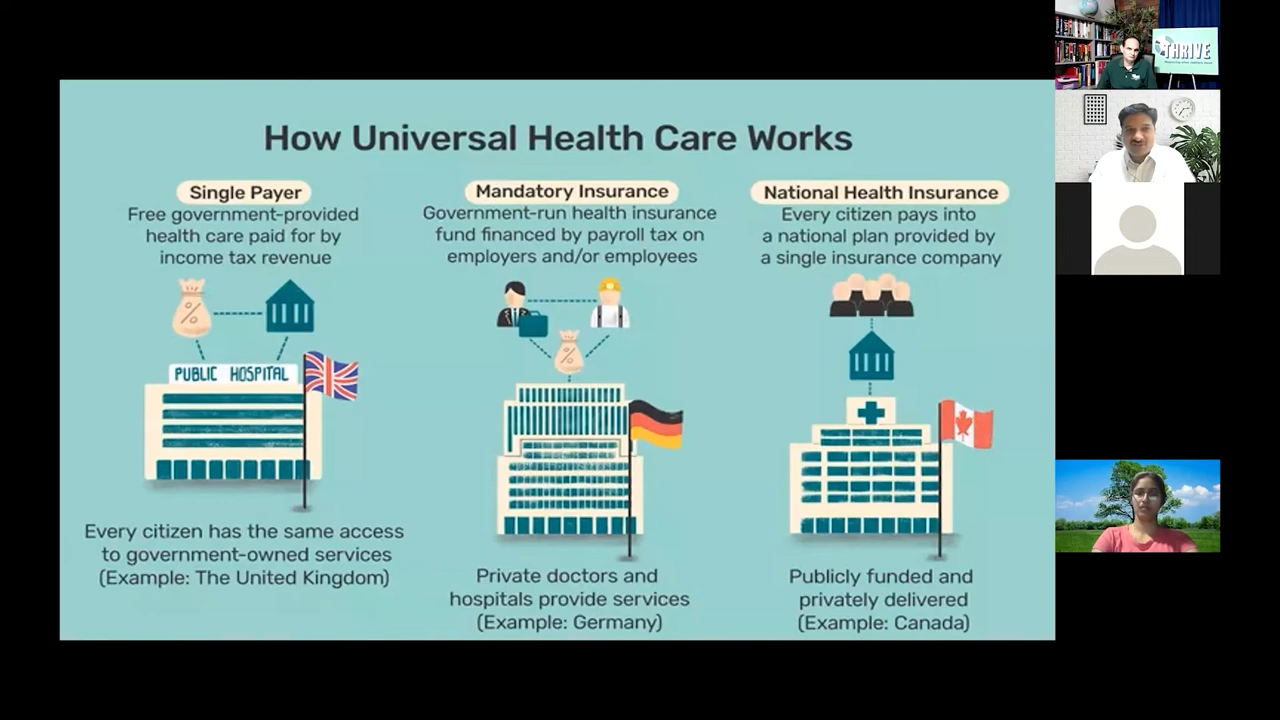 How Universal Health Care Works
Single Payer
Free government-provided
health care paid for by
income tax revenue
PUBLIC HOSPITAL
Every citizen has the same access
to government-owned services
(Example: The United Kingdom)
Mandatory Insurance
Government-run health insurance
fund financed by payroll tax on
employers and/or employees
Private doctors and
hospitals provide services
(Example: Germany)
National Health Insurance
Every citizen pays into
a national plan provided by
a single insurance company
Publicly funded and
privately delivered
(Example: Canada)
THRIVE